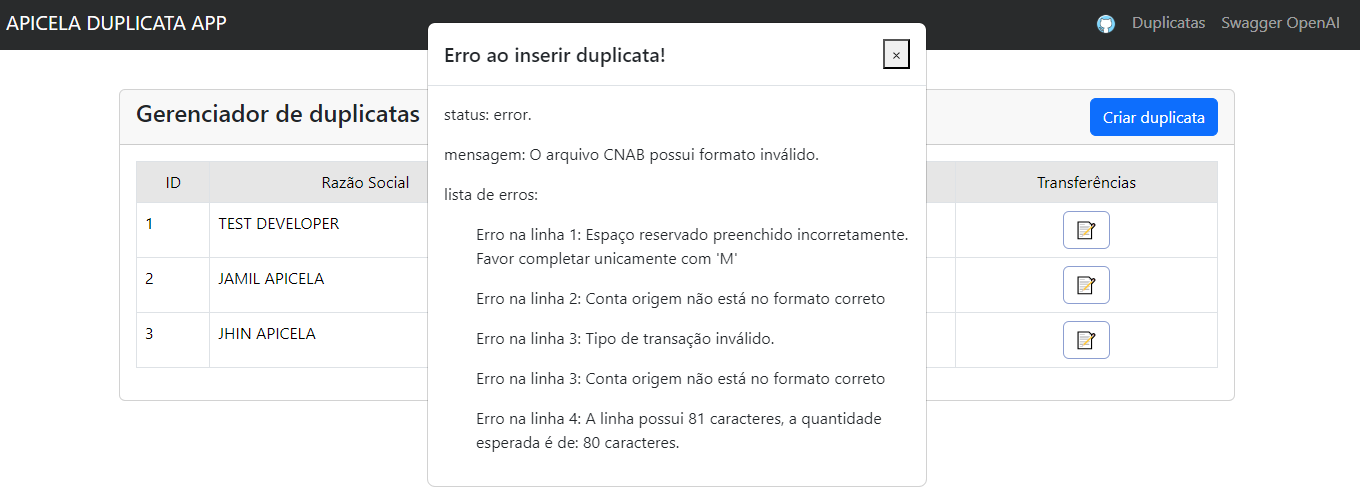 APICELA DUPLICATA APP
Duplicatas
Swagger OpenAI
Erro ao inserir duplicata!
×
status: error.
mensagem: O arquivo CNAB possui formato inválido.
lista de erros:
Erro na linha 1: Espaço reservado preenchido incorretamente.
Favor completar unicamente com 'M'
Erro na linha 2: Conta origem não está no formato correto
Erro na linha 3: Tipo de transação inválido.
Erro na linha 3: Conta origem não está no formato correto
Erro na linha 4: A linha possui 81 caracteres, a quantidade
esperada é de: 80 caracteres.
Gerenciador de duplicatas
Criar duplicata
ID
Razão Social
Transferências
1
TEST DEVELOPER
2
JAMIL APICELA
3
JHIN APICELA